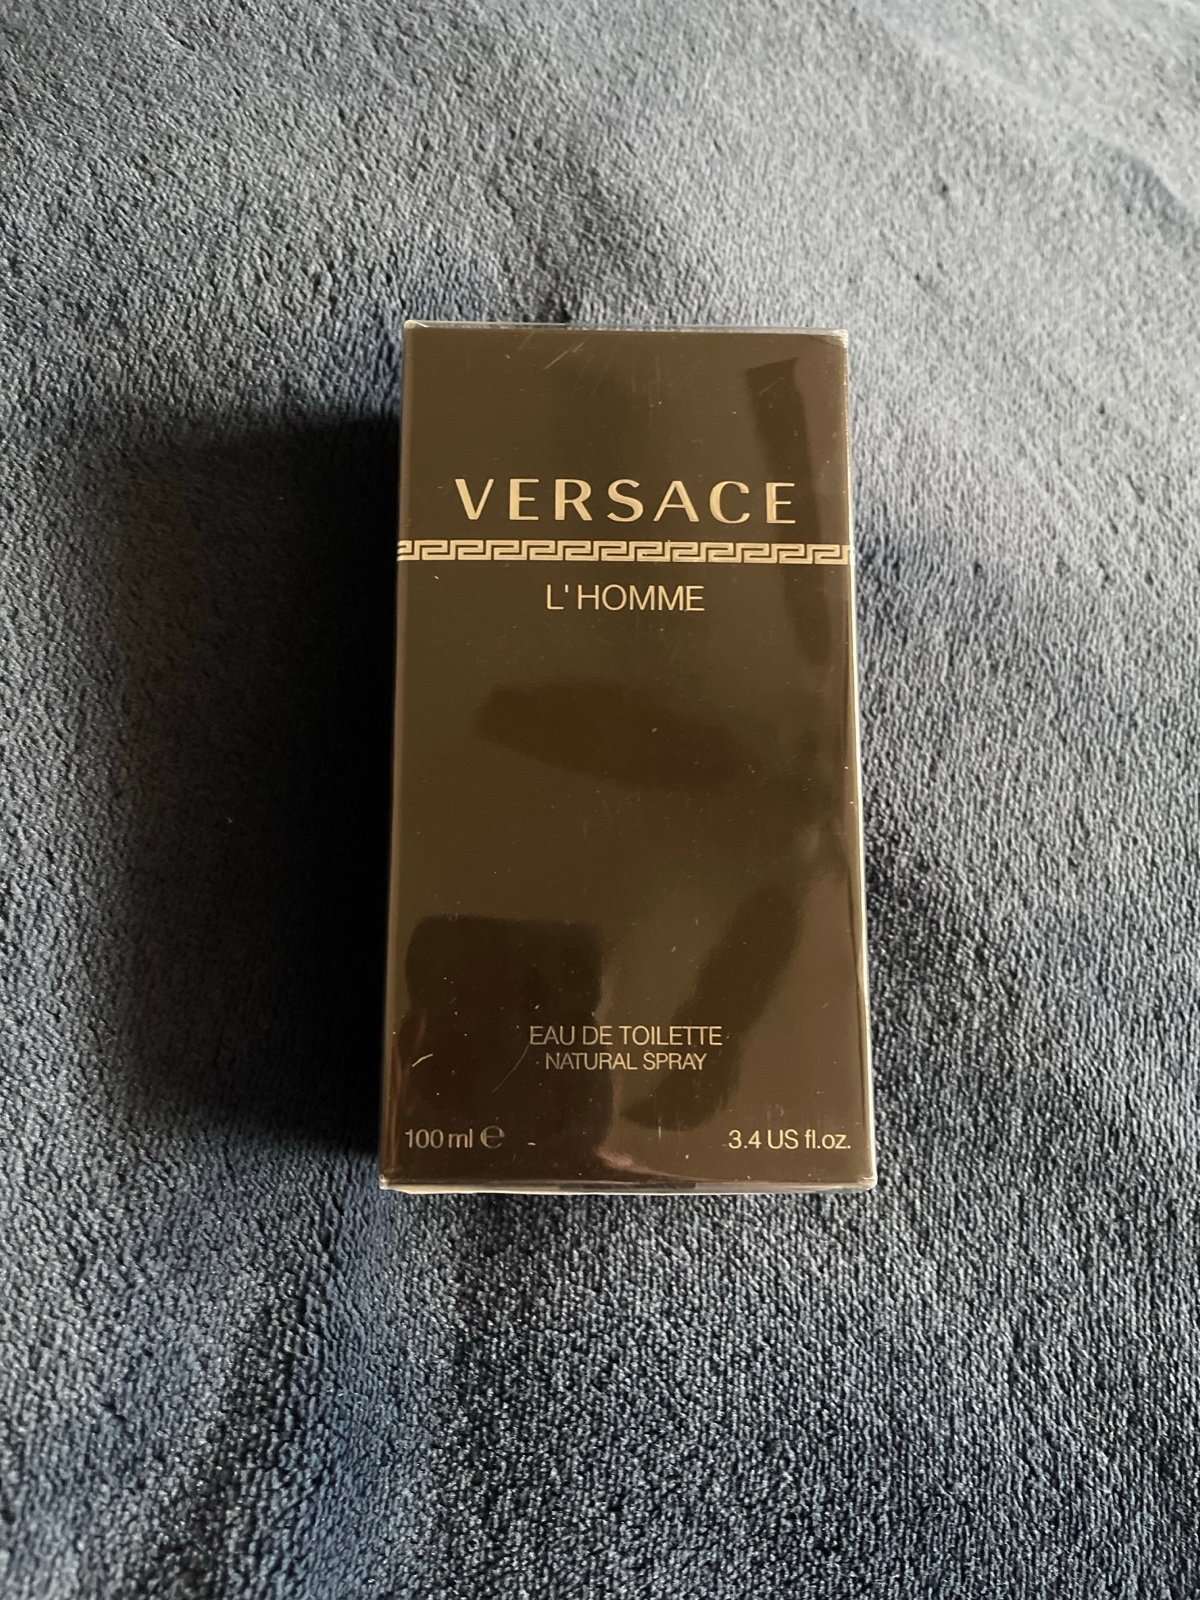 VERSACE
L'HOMME
EAU DE TOILETTE
NATURAL SPRAY
100 ml ℮ 3.4 US fl.oz.